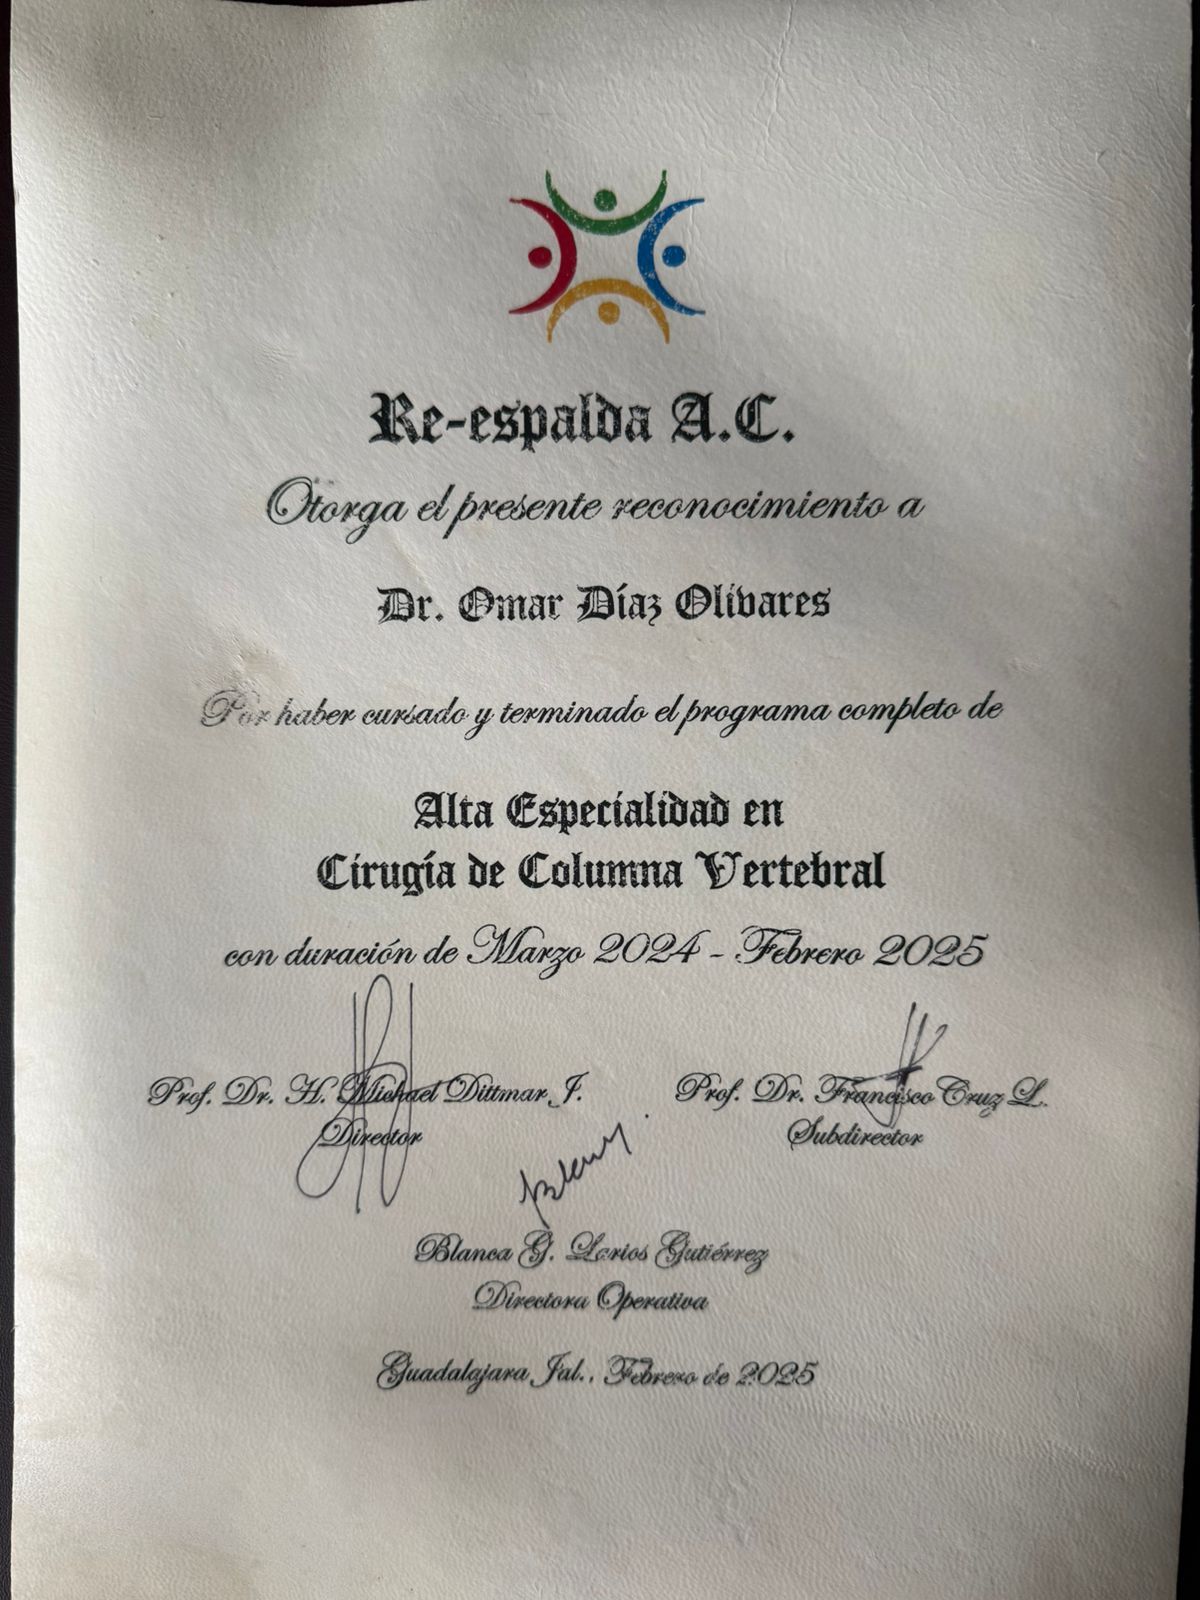 Re-espalda A.C.
Otorga el presente reconocimiento a
Dr. Omar Díaz Olivares
Por haber cursado y terminado el programa completo de
Alta Especialidad en
Cirugía de Columna Vertebral
con duración de Marzo 2024 - Febrero 2025
Prof. Dr. H. Michael Dittmar J.
Director
Prof. Dr. Francisco Cruz L.
Subdirector
Blanca G. Larios Gutiérrez
Directora Operativa
Guadalajara Jal., Febrero de 2025